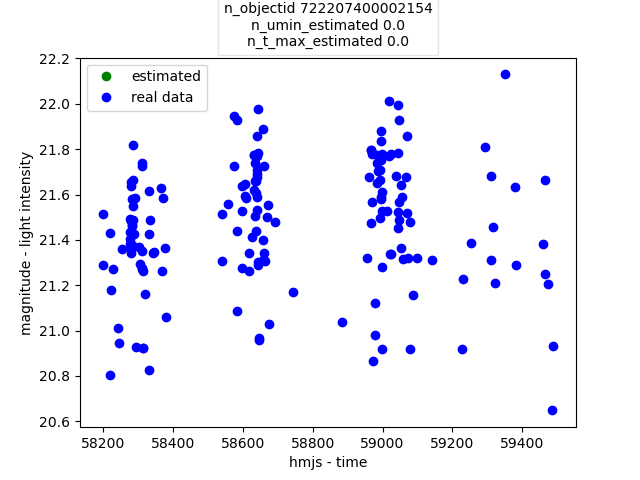 n_objectid 722207400002154
n_umin_estimated 0.0
n_t_max_estimated 0.0
22.2
22.0
21.8
21.6
21.4
21.2
21.0
20.8
20.6
estimated
real data
magnitude - light intensity
58200 58400 58600 58800 59000 59200 59400
hmjs - time